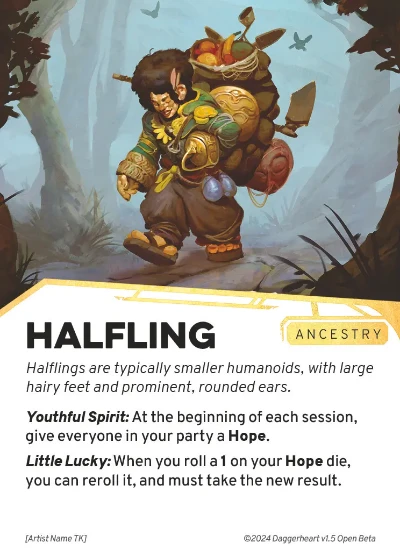 HALFLING
ANCESTRY
Halflings are typically smaller humanoids, with large
hairy feet and prominent, rounded ears.
Youthful Spirit: At the beginning of each session,
give everyone in your party a Hope.
Little Lucky: When you roll a 1 on your Hope die,
you can reroll it, and must take the new result.
[Artist Name TK]
©2024 Daggerheart v1.5 Open Beta